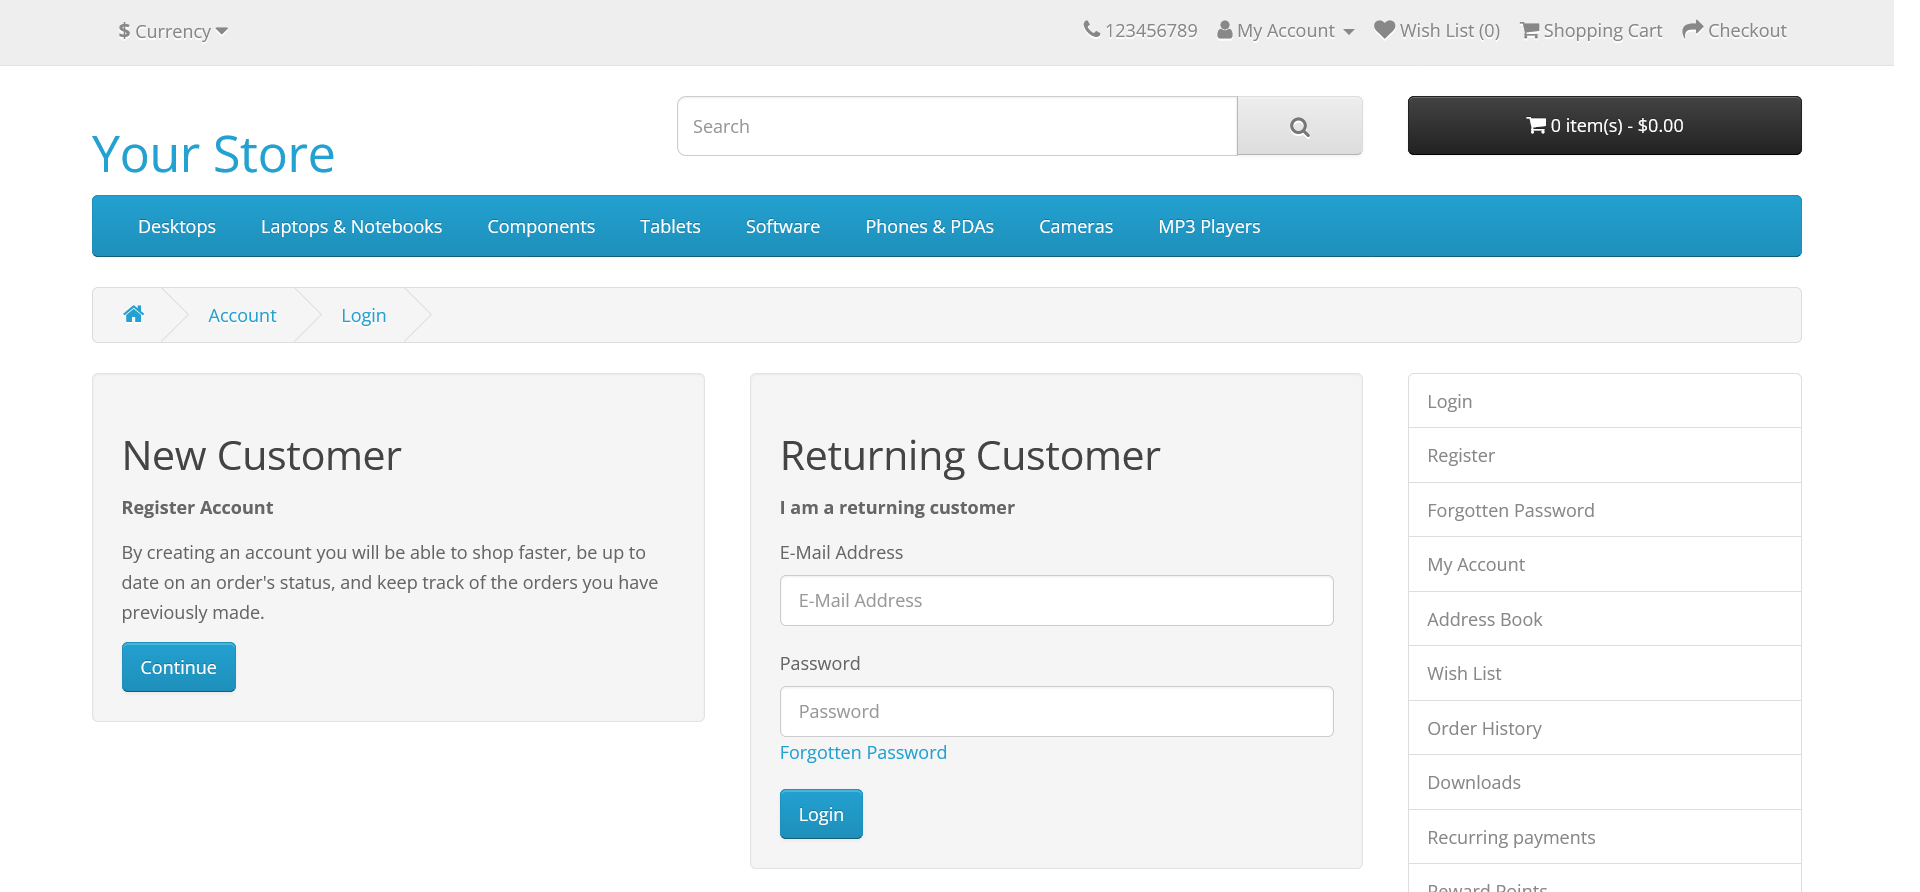 $ Currency
123456789 My Account Wish List (0) Shopping Cart Checkout
Your Store
Search
0 item(s) - $0.00
Desktops Laptops & Notebooks Components Tablets Software Phones & PDAs Cameras MP3 Players
Account Login
New Customer
Register Account
By creating an account you will be able to shop faster, be up to
date on an order's status, and keep track of the orders you have
previously made.
Continue
Returning Customer
I am a returning customer
E-Mail Address
E-Mail Address
Password
Password
Forgotten Password
Login
Login
Register
Forgotten Password
My Account
Address Book
Wish List
Order History
Downloads
Recurring payments
Reward Points